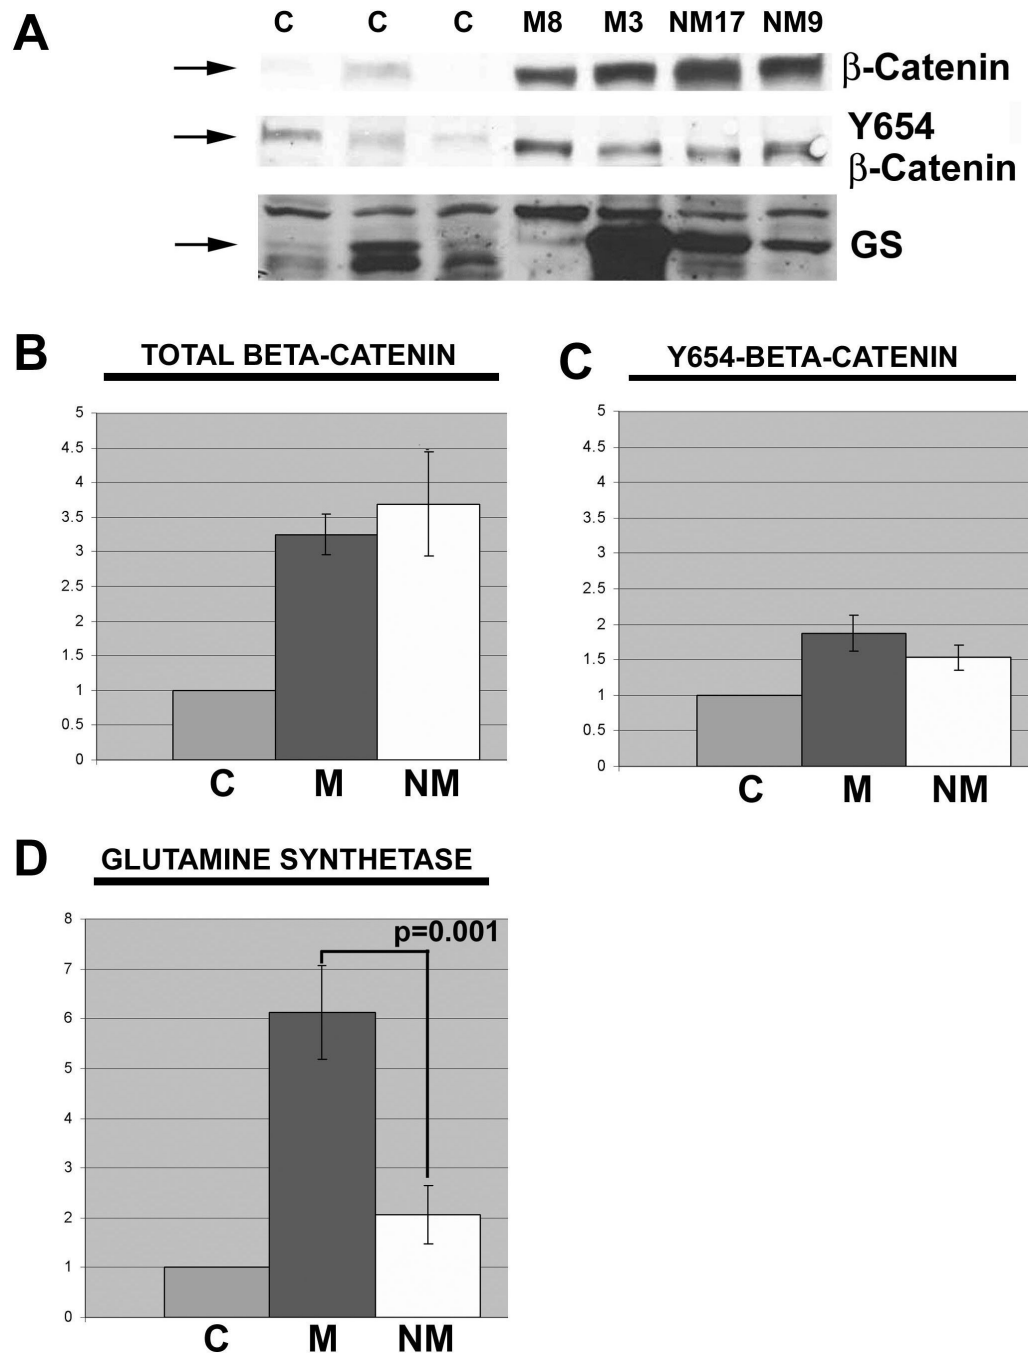 A
C C C M8 M3 NM17 NM9
β-Catenin
Y654
β-Catenin
GS
B
TOTAL BETA-CATENIN
5
4.5
4
3.5
3
2.5
2
1.5
1
0.5
0
C M NM
C
Y654-BETA-CATENIN
5
4.5
4
3.5
3
2.5
2
1.5
1
0.5
0
C M NM
D
GLUTAMINE SYNTHETASE
p=0.001
8
7
6
5
4
3
2
1
0
C M NM